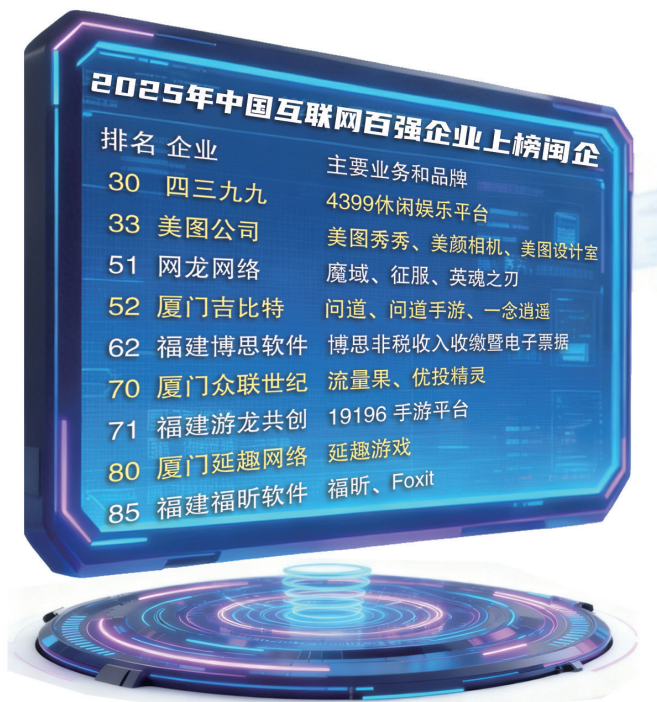 2025年中国互联网百强企业上榜闽企
排名 企业 主要业务和品牌
30 四三九九 4399休闲娱乐平台
33 美图公司 美图秀秀、美颜相机、美图设计室
51 网龙网络 魔域、征服、英魂之刃
52 厦门吉比特 问道、问道手游、一念逍遥
62 福建博思软件 博思非税收入收缴暨电子票据
70 厦门众联世纪 流量果、优投精灵
71 福建游龙共创 19196 手游平台
80 厦门延趣网络 延趣游戏
85 福建福昕软件 福昕、Foxit